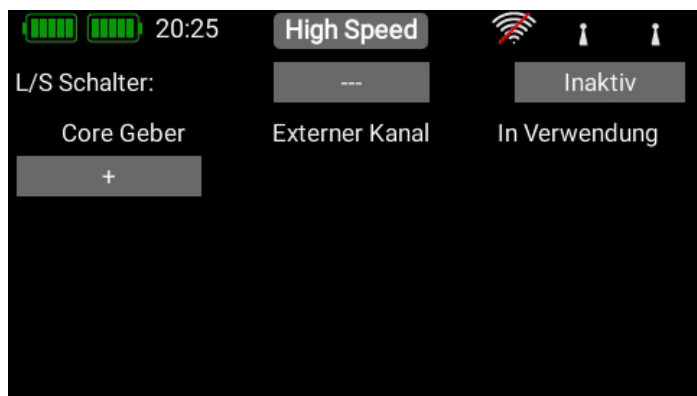 20:25 High Speed
L/S Schalter: --- Inaktiv
Core Geber Externer Kanal In Verwendung
+